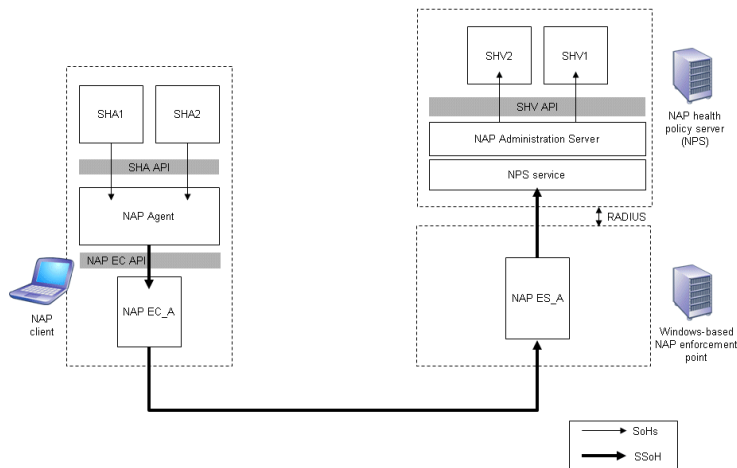 SHV2
SHV1
SHV API
NAP Administration Server
NPS service
NAP health
policy server
(NPS)
SHA1
SHA2
SHA API
NAP Agent
NAP EC API
NAP EC_A
NAP
client
RADIUS
NAP ES_A
Windows-based
NAP enforcement
point
SoHs
SSoH